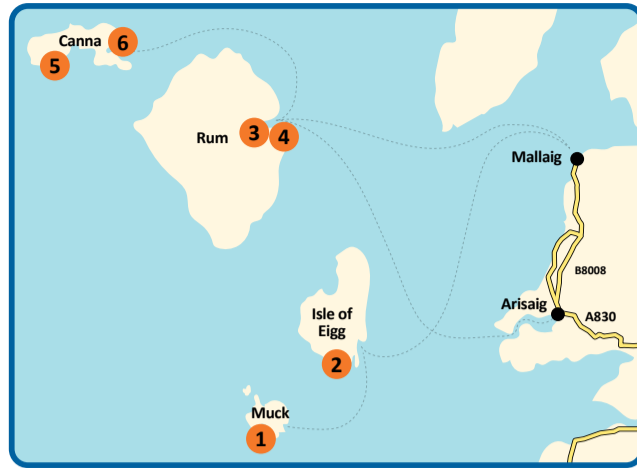 Canna
6
5
Rum
3
4
Mallaig
B8008
Isle of
Eigg
Arisaig
A830
2
Muck
1